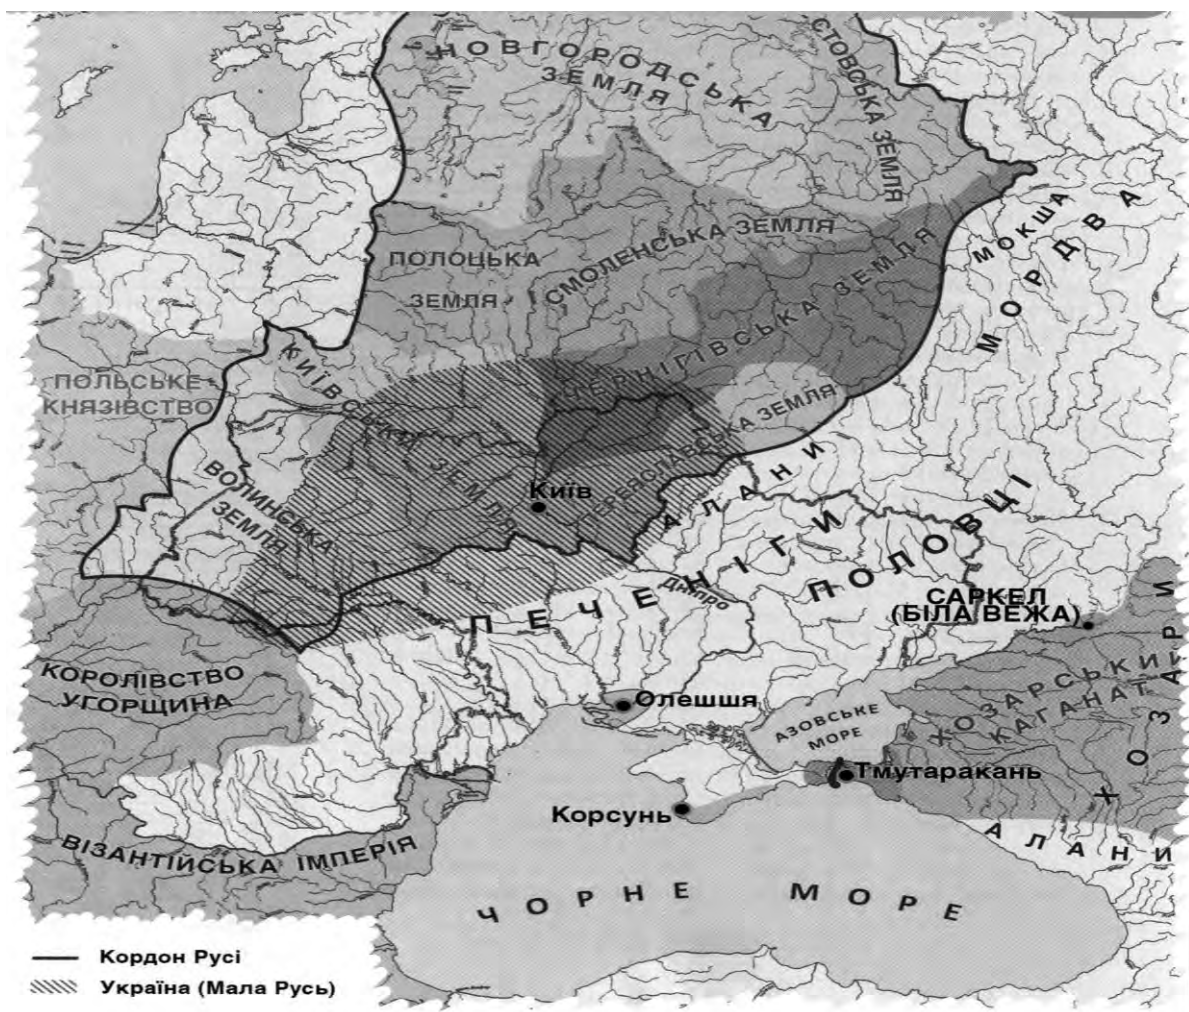 НОВГОРОДСЬКА
ЗЕМЛЯ
СТОВСЬКА ЗЕМЛЯ
МОКША
МОРДВА
ПОЛОЦЬКА
ЗЕМЛЯ
СМОЛЕНСЬКА ЗЕМЛЯ
ЧЕРНІГІВСЬКА ЗЕМЛЯ
ПОЛЬСЬКЕ
КНЯЗІВСТВО
КИЇВСЬКА ЗЕМЛЯ
ПЕРЕЯСЛАВСЬКА ЗЕМЛЯ
ВОЛИНСЬКА
ЗЕМЛЯ
Київ
АЛАНИ
ПЕЧЕНІГИ
ПОЛОВЦІ
Дніпро
САРКЕЛ
(БІЛА ВЕЖА)
КОРОЛІВСТВО
УГОРЩИНА
Олешшя
АЗОВСЬКЕ
МОРЕ
ХОЗАРСЬКИЙ
КАГАНАТ
ХОЗАРИ
Тмутаракань
Корсунь
АЛАНИ
ВІЗАНТІЙСЬКА ІМПЕРІЯ
ЧОРНЕ МОРЕ
Кордон Русі
Україна (Мала Русь)